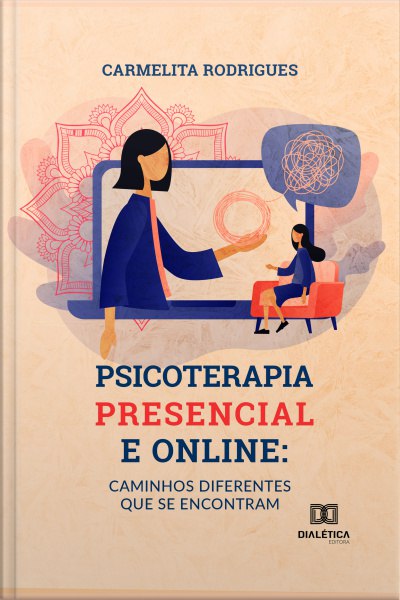 CARMELITA RODRIGUES
PSICOTERAPIA
PRESENCIAL
E ONLINE:
CAMINHOS DIFERENTES
QUE SE ENCONTRAM
DIALÉTICA
EDITORA